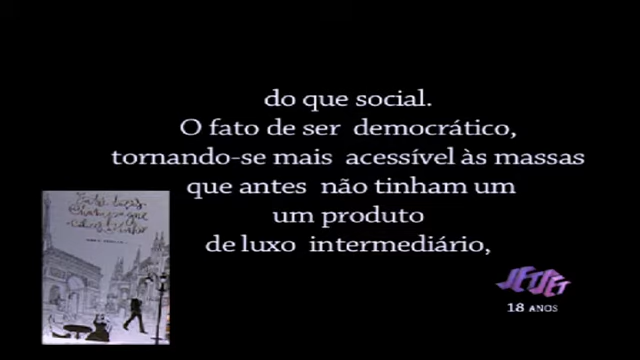 do que social.
O fato de ser democrático,
tornando-se mais acessível às massas
que antes não tinham um
um produto
de luxo intermediário,
JETSET
18 ANOS